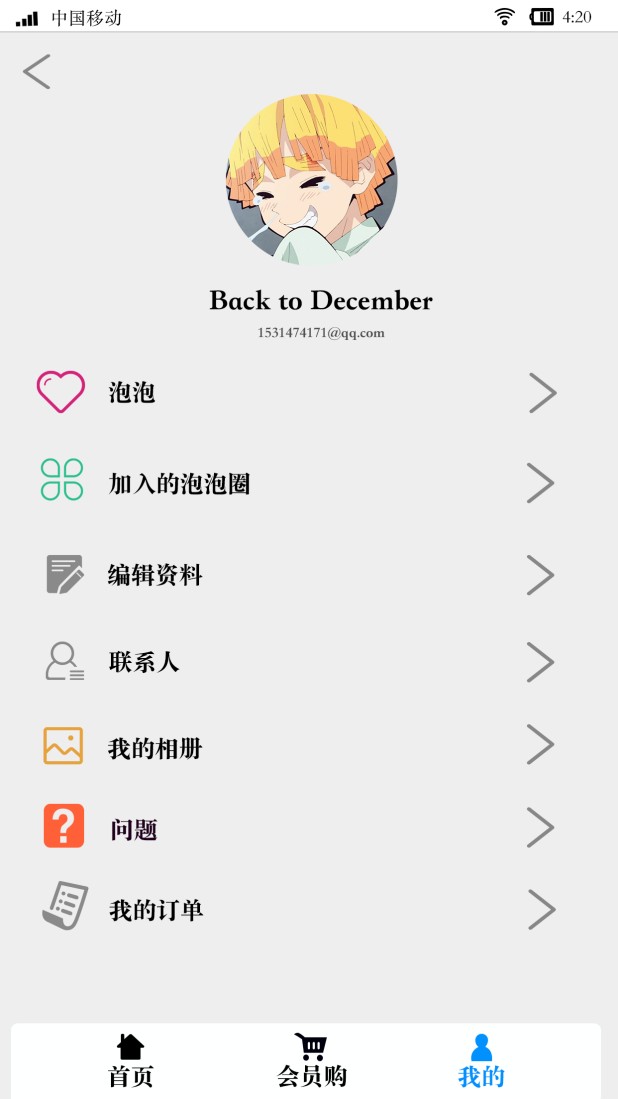 中国移动 4:20
Back to December
1531474171@qq.com
泡泡
加入的泡泡圈
编辑资料
联系人
我的相册
问题
我的订单
首页 会员购 我的